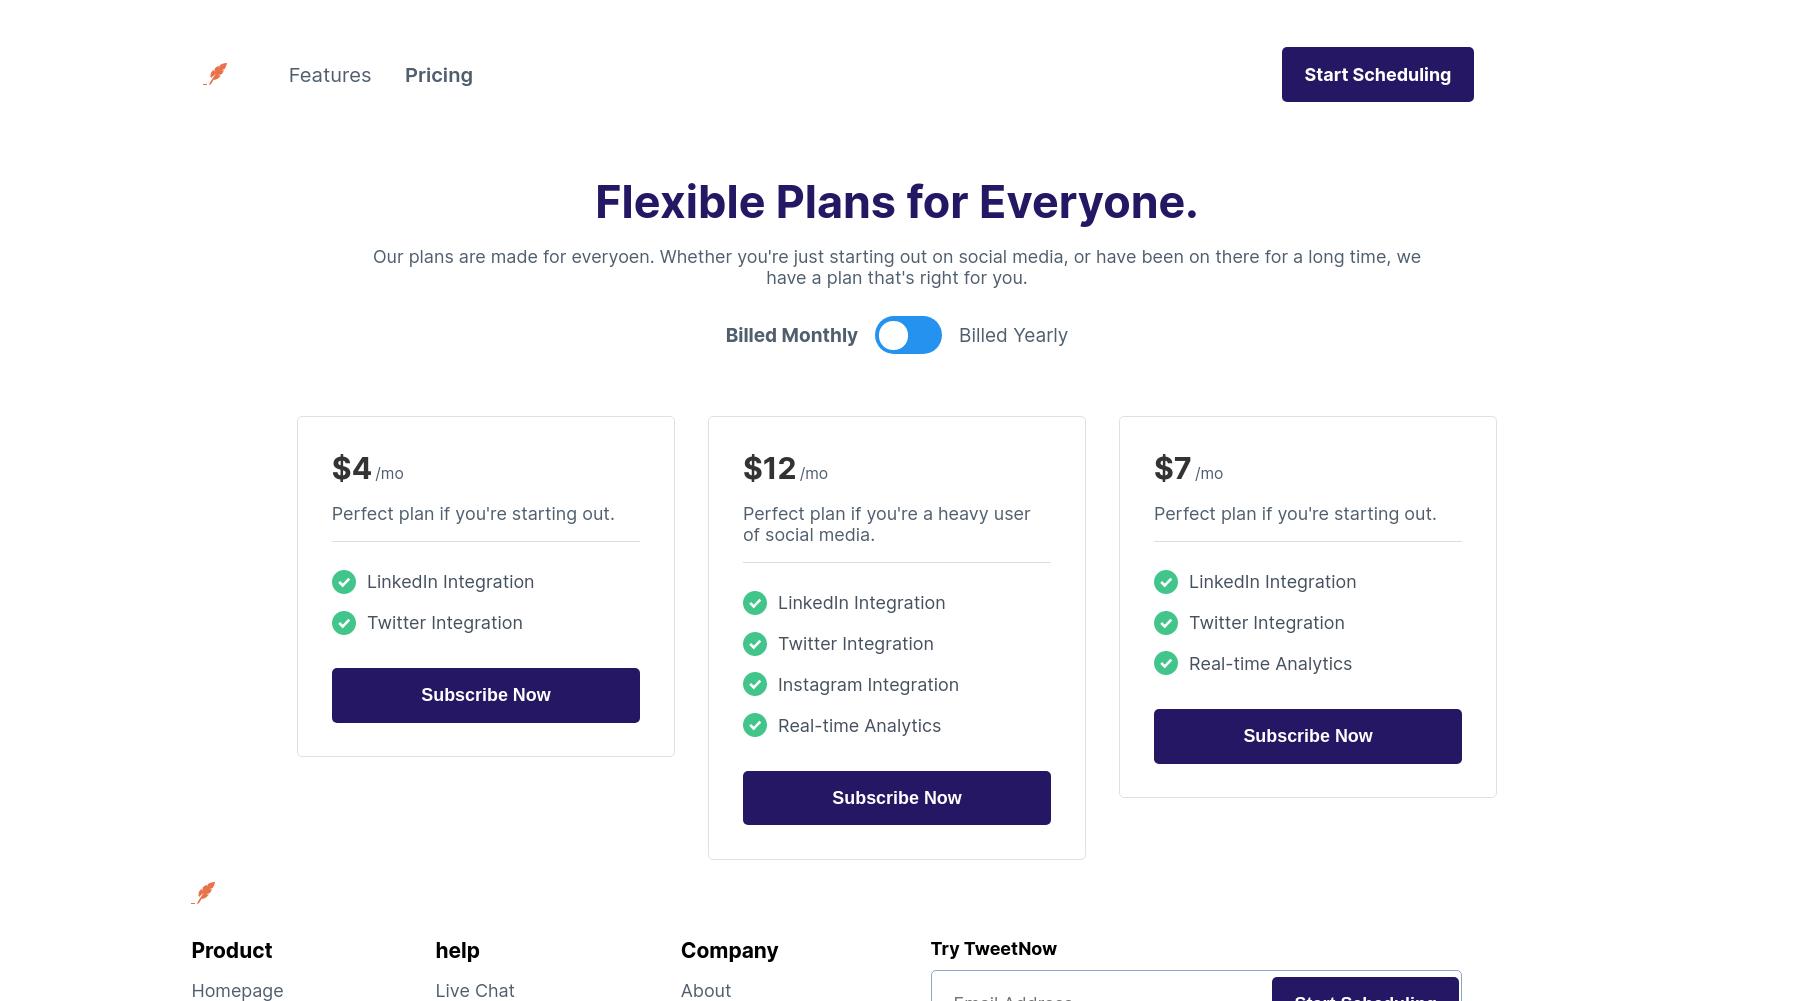 Features
Pricing
Start Scheduling
Flexible Plans for Everyone.
Our plans are made for everyoen. Whether you're just starting out on social media, or have been on there for a long time, we
have a plan that's right for you.
Billed Monthly
Billed Yearly
$4 /mo
Perfect plan if you're starting out.
LinkedIn Integration
Twitter Integration
Subscribe Now
$12 /mo
Perfect plan if you're a heavy user
of social media.
LinkedIn Integration
Twitter Integration
Instagram Integration
Real-time Analytics
Subscribe Now
$7 /mo
Perfect plan if you're starting out.
LinkedIn Integration
Twitter Integration
Real-time Analytics
Subscribe Now
Product
Homepage
help
Live Chat
Company
About
Try TweetNow
Email Address
Start Scheduling